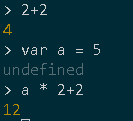 > 2+2
4
> var a = 5
undefined
> a * 2+2
12
>